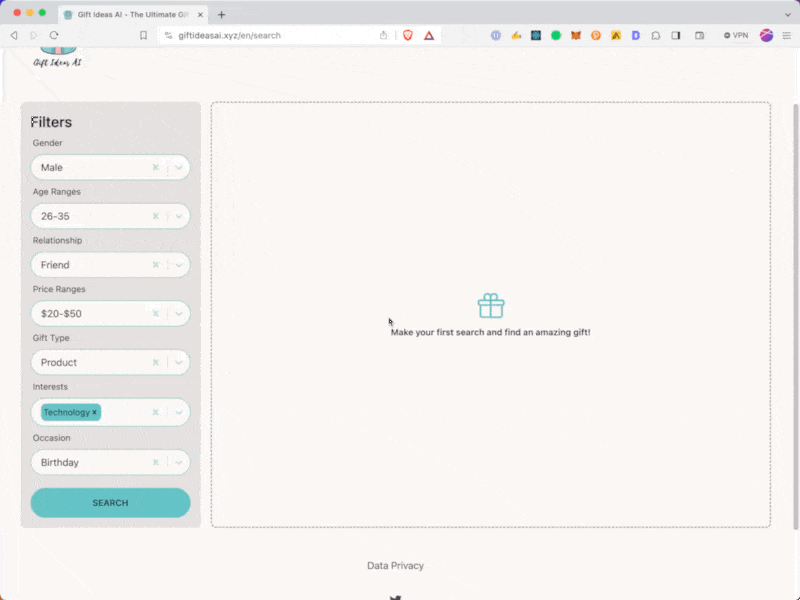 Gift Ideas AI - The Ultimate Gif
giftideasai.xyz/en/search
VPN
Gift Ideas AI
Filters
Gender
Male
Age Ranges
26-35
Relationship
Friend
Price Ranges
$20-$50
Gift Type
Product
Interests
Technology
Occasion
Birthday
SEARCH
Make your first search and find an amazing gift!
Data Privacy